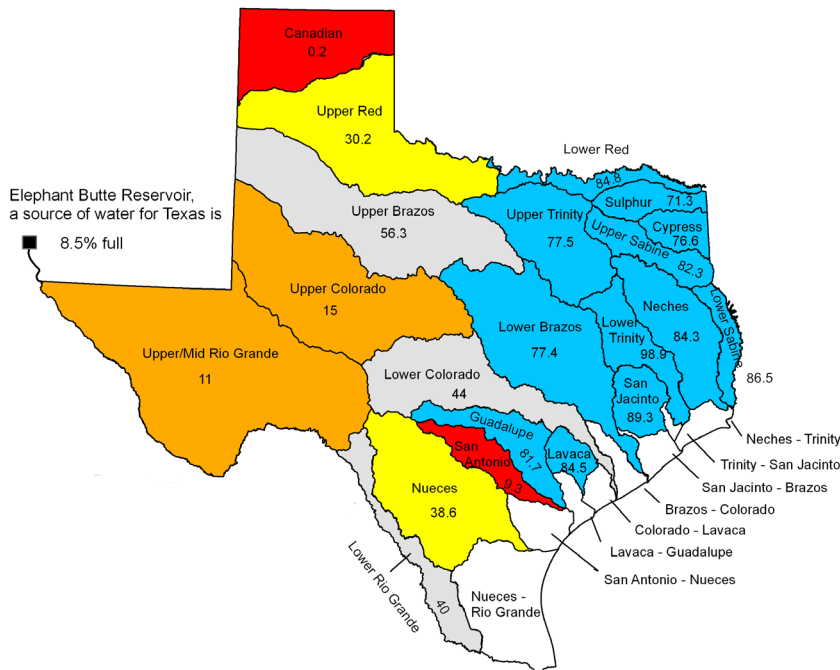 Canadian
0.2
Upper Red
30.2
Lower Red
84.8
Sulphur
71.3
Elephant Butte Reservoir,
a source of water for Texas is
8.5% full
Upper Brazos
56.3
Upper Trinity
77.5
Cypress
76.6
Upper Sabine
82.3
Upper Colorado
15
Neches
84.3
Lower Sabine
86.5
Lower Brazos
77.4
Lower
Trinity
98.9
Upper/Mid Rio Grande
11
Lower Colorado
44
San
Jacinto
89.3
Guadalupe
81.7
San
Antonio
9.3
Lavaca
84.5
Neches - Trinity
Trinity - San Jacinto
San Jacinto - Brazos
Brazos - Colorado
Colorado - Lavaca
Lavaca - Guadalupe
San Antonio - Nueces
Nueces
38.6
Lower Rio Grande
40
Nueces -
Rio Grande